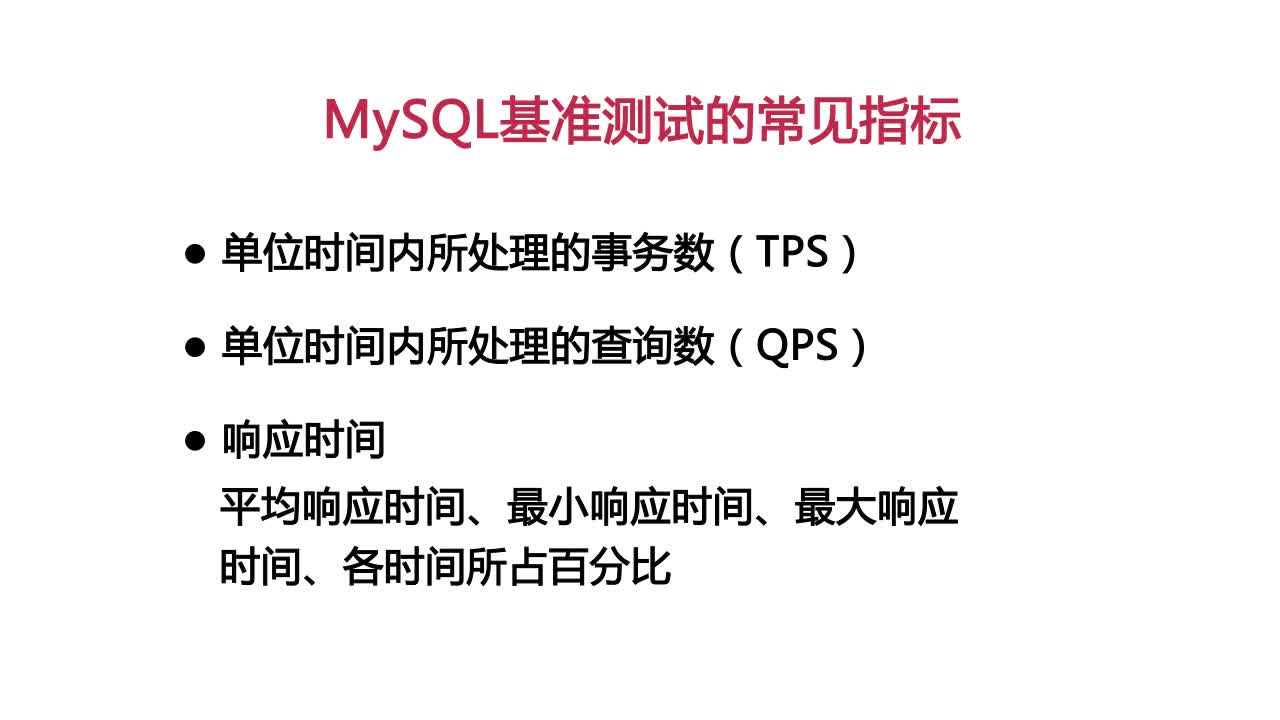 MySQL基准测试的常见指标
● 单位时间内所处理的事务数（TPS）
● 单位时间内所处理的查询数（QPS）
● 响应时间
平均响应时间、最小响应时间、最大响应
时间、各时间所占百分比